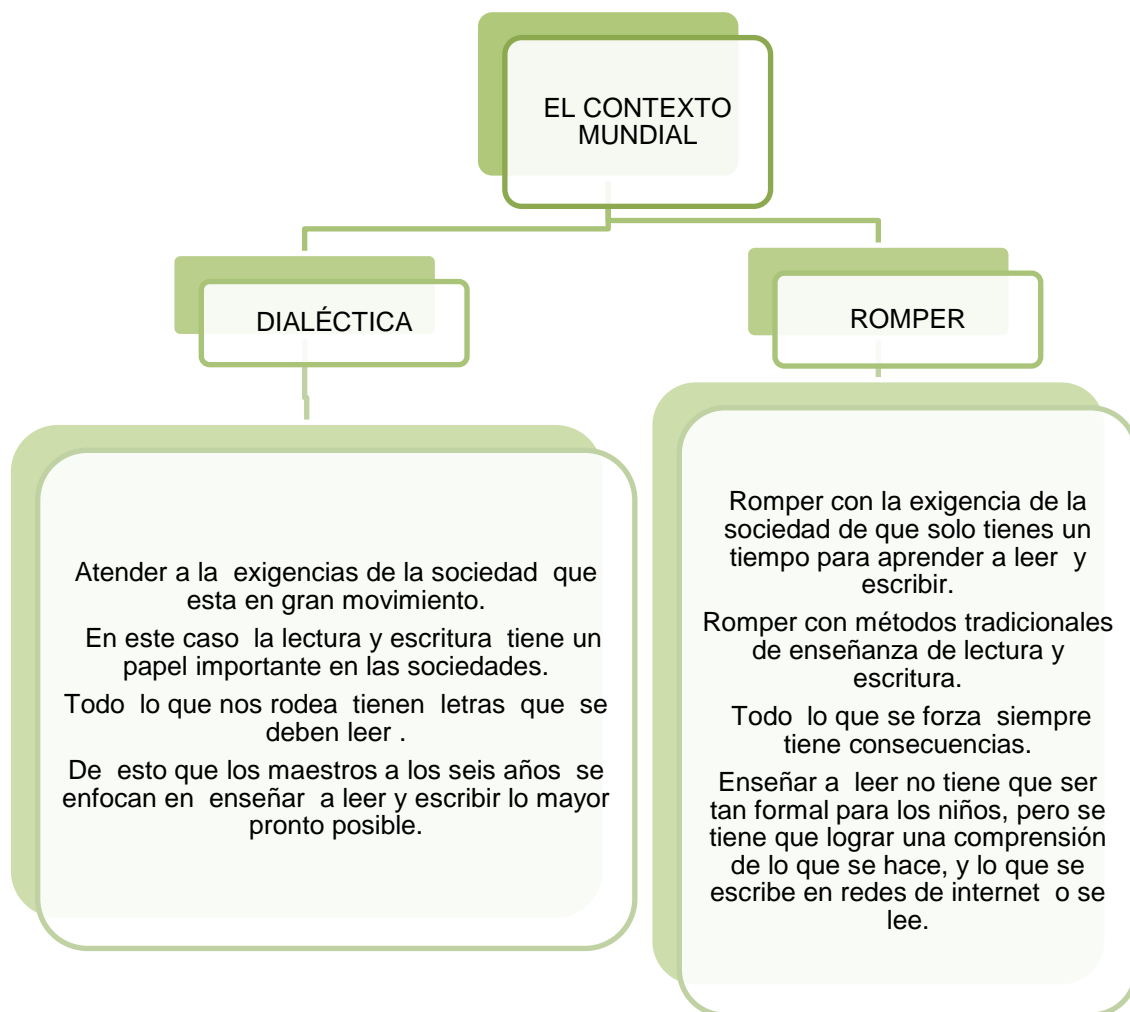 EL CONTEXTO
MUNDIAL
DIALÉCTICA
ROMPER
Atender a la exigencias de la sociedad que
esta en gran movimiento.
En este caso la lectura y escritura tiene un
papel importante en las sociedades.
Todo lo que nos rodea tienen letras que se
deben leer .
De esto que los maestros a los seis años se
enfocan en enseñar a leer y escribir lo mayor
pronto posible.
Romper con la exigencia de la
sociedad de que solo tienes un
tiempo para aprender a leer y
escribir.
Romper con métodos tradicionales
de enseñanza de lectura y
escritura.
Todo lo que se forza siempre
tiene consecuencias.
Enseñar a leer no tiene que ser
tan formal para los niños, pero se
tiene que lograr una comprensión
de lo que se hace, y lo que se
escribe en redes de internet o se
lee.